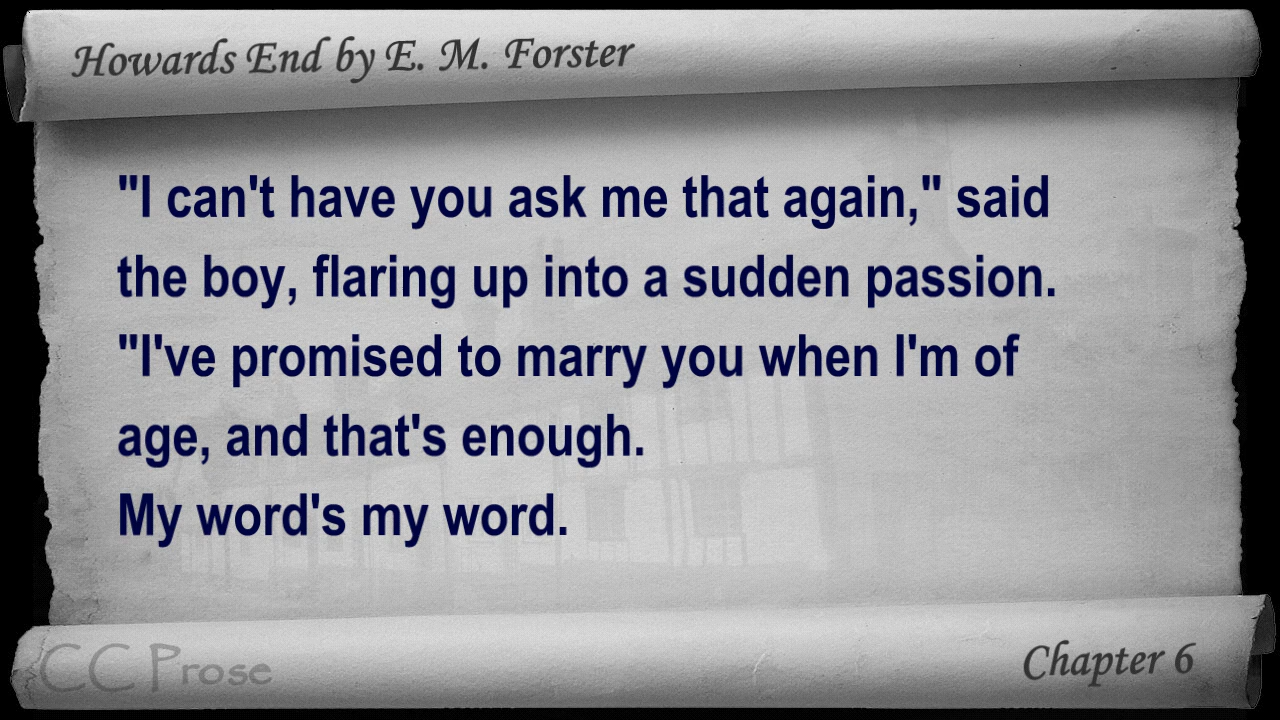 Howards End by E. M. Forster
"I can't have you ask me that again," said
the boy, flaring up into a sudden passion.
"I've promised to marry you when I'm of
age, and that's enough.
My word's my word.
CC Prose
Chapter 6